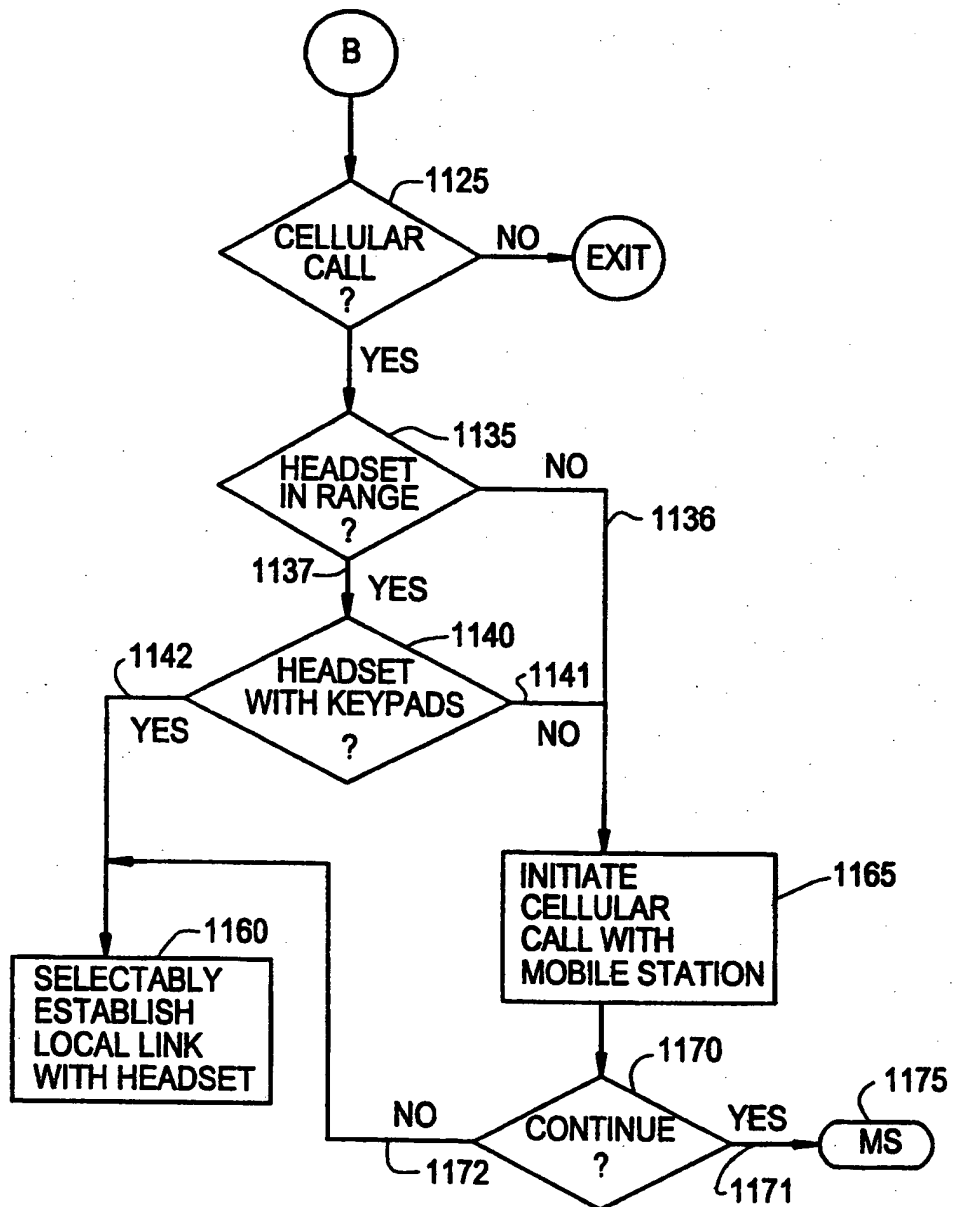 B
1125
CELLULAR
CALL
?
NO
EXIT
YES
1135
HEADSET
IN RANGE
?
NO
1136
1137
YES
1140
1142
HEADSET
WITH KEYPADS
?
1141
YES
NO
INITIATE
CELLULAR
CALL WITH
MOBILE STATION
1165
1160
SELECTABLY
ESTABLISH
LOCAL LINK
WITH HEADSET
1170
1175
NO
CONTINUE
?
YES
MS
1172
1171